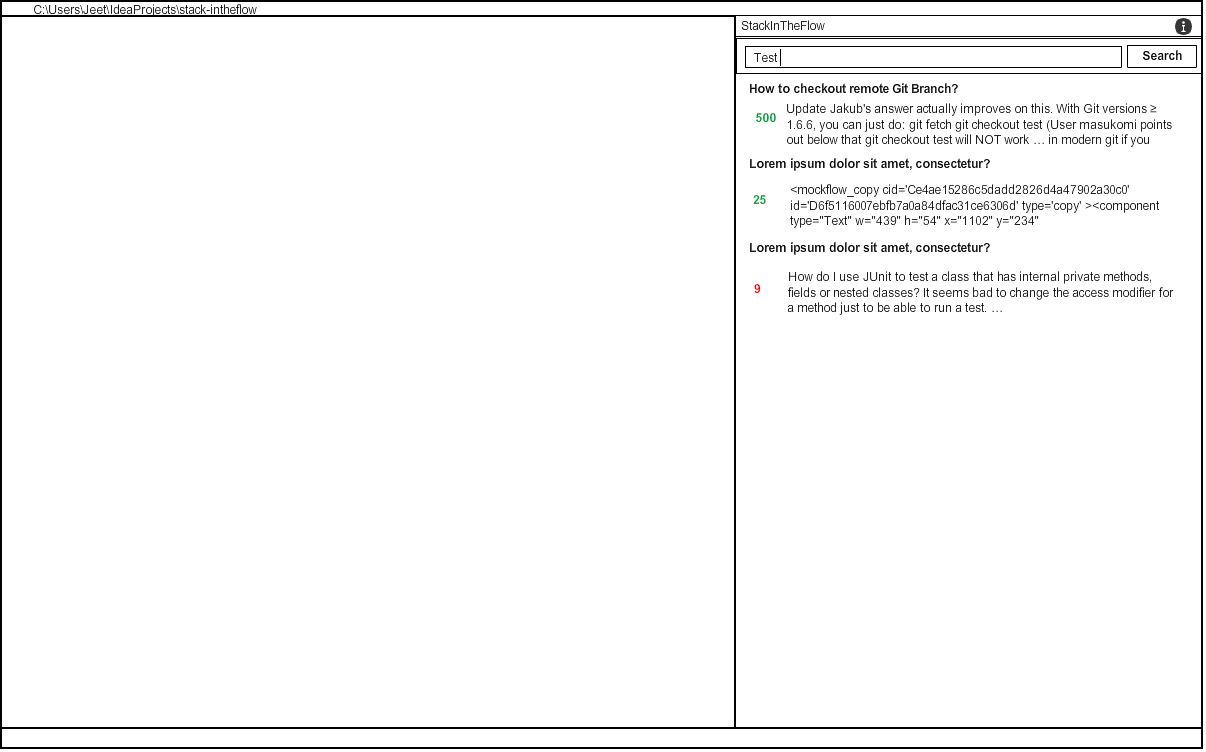 C:\Users\Jeet\IdeaProjects\stack-intheflow
StackInTheFlow
i
Test
Search
How to checkout remote Git Branch?
500
Update Jakub's answer actually improves on this. With Git versions ≥
1.6.6, you can just do: git fetch git checkout test (User masukomi points
out below that git checkout test will NOT work … in modern git if you
Lorem ipsum dolor sit amet, consectetur?
25
<mockflow_copy cid='Ce4ae15286c5dadd2826d4a47902a30c0'
id='D6f5116007ebfb7a0a84dfac31ce6306d' type='copy' ><component
type="Text" w="439" h="54" x="1102" y="234"
Lorem ipsum dolor sit amet, consectetur?
9
How do I use JUnit to test a class that has internal private methods,
fields or nested classes? It seems bad to change the access modifier for
a method just to be able to run a test. …